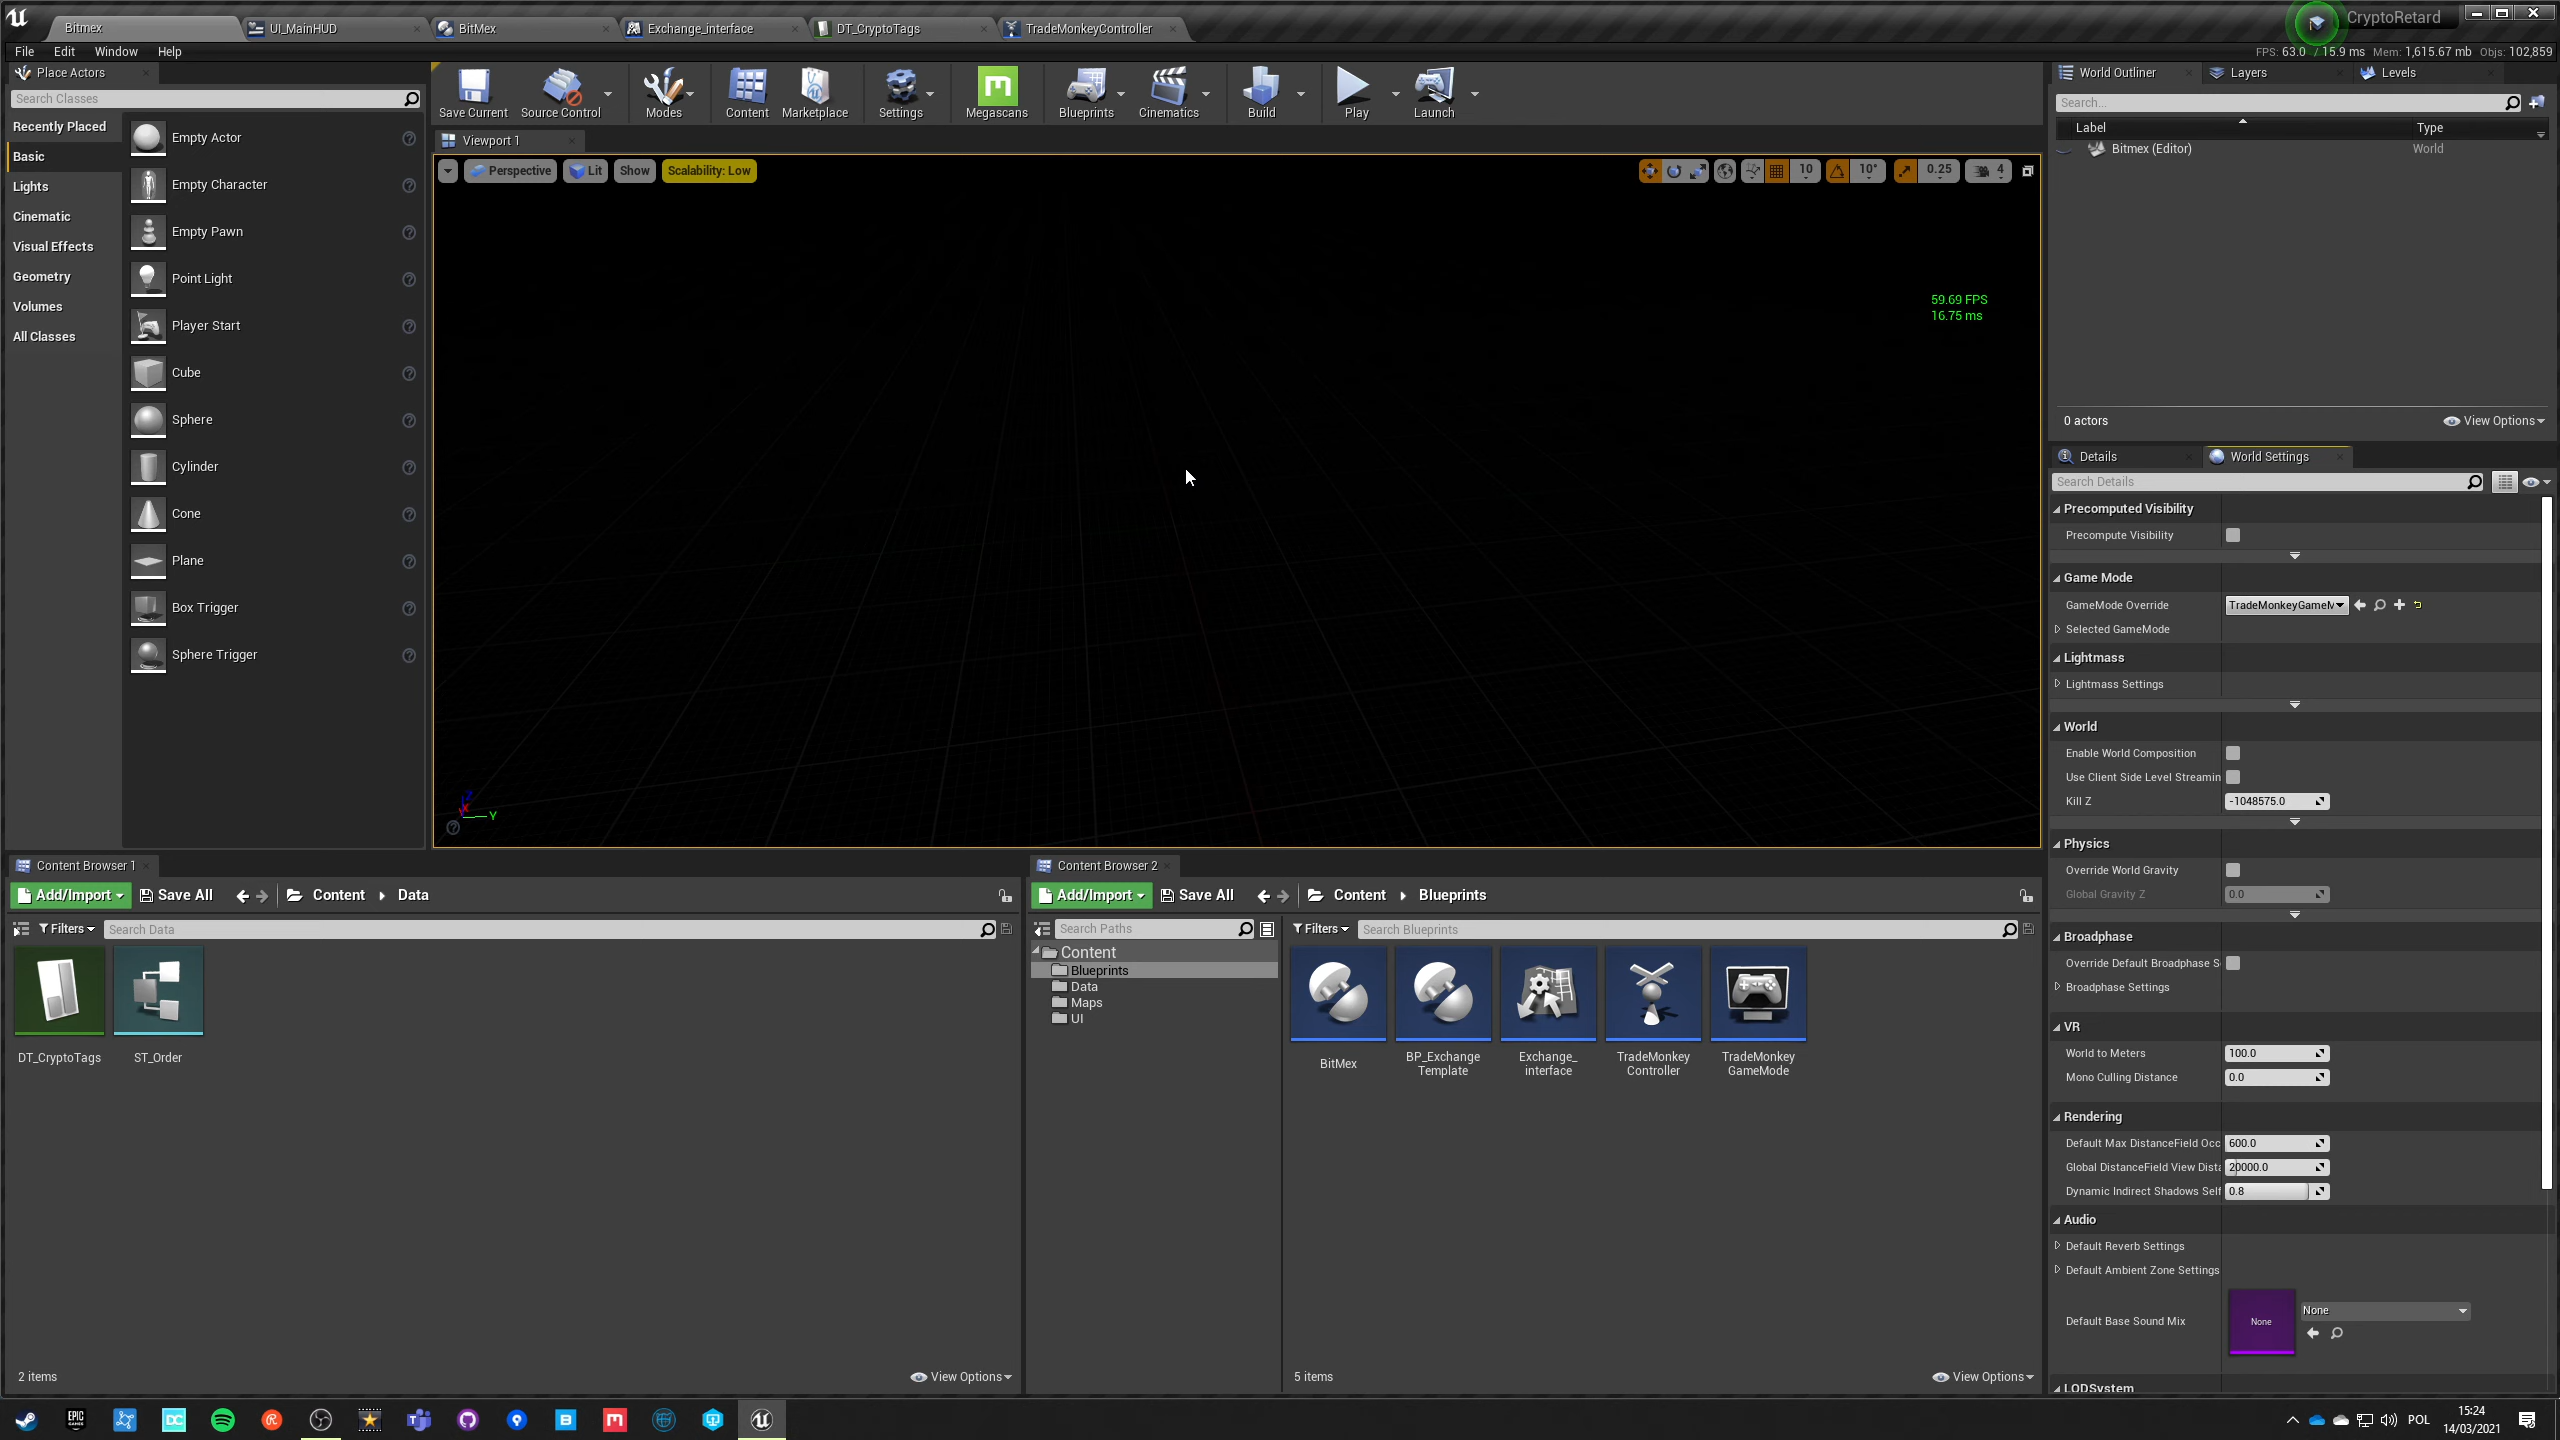 Bitmex
UI_MainHUD
BitMex
Exchange_interface
DT_CryptoTags
TradeMonkeyController
CryptoRetard
File Edit Window Help
FPS: 63.0 / 15.9 ms Mem: 1,615.67 mb Objs: 102,859
Place Actors
Search Classes
Recently Placed
Basic
Lights
Cinematic
Visual Effects
Geometry
Volumes
All Classes
Empty Actor
Empty Character
Empty Pawn
Point Light
Player Start
Cube
Sphere
Cylinder
Cone
Plane
Box Trigger
Sphere Trigger
Save Current
Source Control
Modes
Content
Marketplace
Settings
Megascans
Blueprints
Cinematics
Build
Play
Launch
Viewport 1
Perspective
Lit
Show
Scalability: Low
10
10°
0.25
4
59.69 FPS
16.75 ms
Z
X
Y
World Outliner
Layers
Levels
Search...
Label
Type
Bitmex (Editor)
World
0 actors
View Options
Details
World Settings
Search Details
Precomputed Visibility
Precompute Visibility
Game Mode
GameMode Override
TradeMonkeyGameM
Selected GameMode
Lightmass
Lightmass Settings
World
Enable World Composition
Use Client Side Level Streamin
Kill Z
-1048575.0
Physics
Override World Gravity
Global Gravity Z
0.0
Broadphase
Override Default Broadphase S
Broadphase Settings
VR
World to Meters
100.0
Mono Culling Distance
0.0
Rendering
Default Max DistanceField Occ
600.0
Global DistanceField View Dista
20000.0
Dynamic Indirect Shadows Self
0.8
Audio
Default Reverb Settings
Default Ambient Zone Settings
Default Base Sound Mix
None
None
LODSystem
Content Browser 1
Add/Import
Save All
Content
Data
Filters
Search Data
DT_CryptoTags
ST_Order
2 items
View Options
Content Browser 2
Add/Import
Save All
Content
Blueprints
Search Paths
Content
Blueprints
Data
Maps
UI
Filters
Search Blueprints
BitMex
BP_Exchange
Template
Exchange_
interface
TradeMonkey
Controller
TradeMonkey
GameMode
5 items
View Options
EPIC
GAMES
DC
POL
15:24
14/03/2021